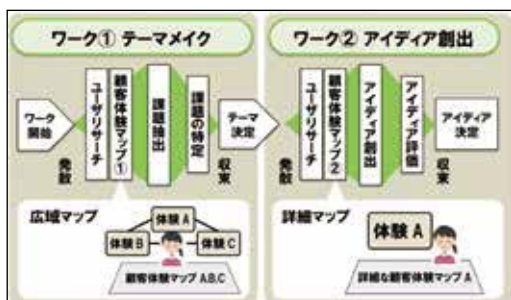 ワーク① テーマメイク
ワーク開始
発散
ユーザリサーチ
顧客体験マップ①
課題抽出
課題の特定
収束
テーマ決定
広域マップ
体験 A
体験 B
体験 C
顧客体験マップ A,B,C
ワーク② アイディア創出
発散
ユーザリサーチ
顧客体験マップ2
アイディア創出
アイディア評価
収束
アイディア決定
詳細マップ
体験 A
詳細な顧客体験マップ A